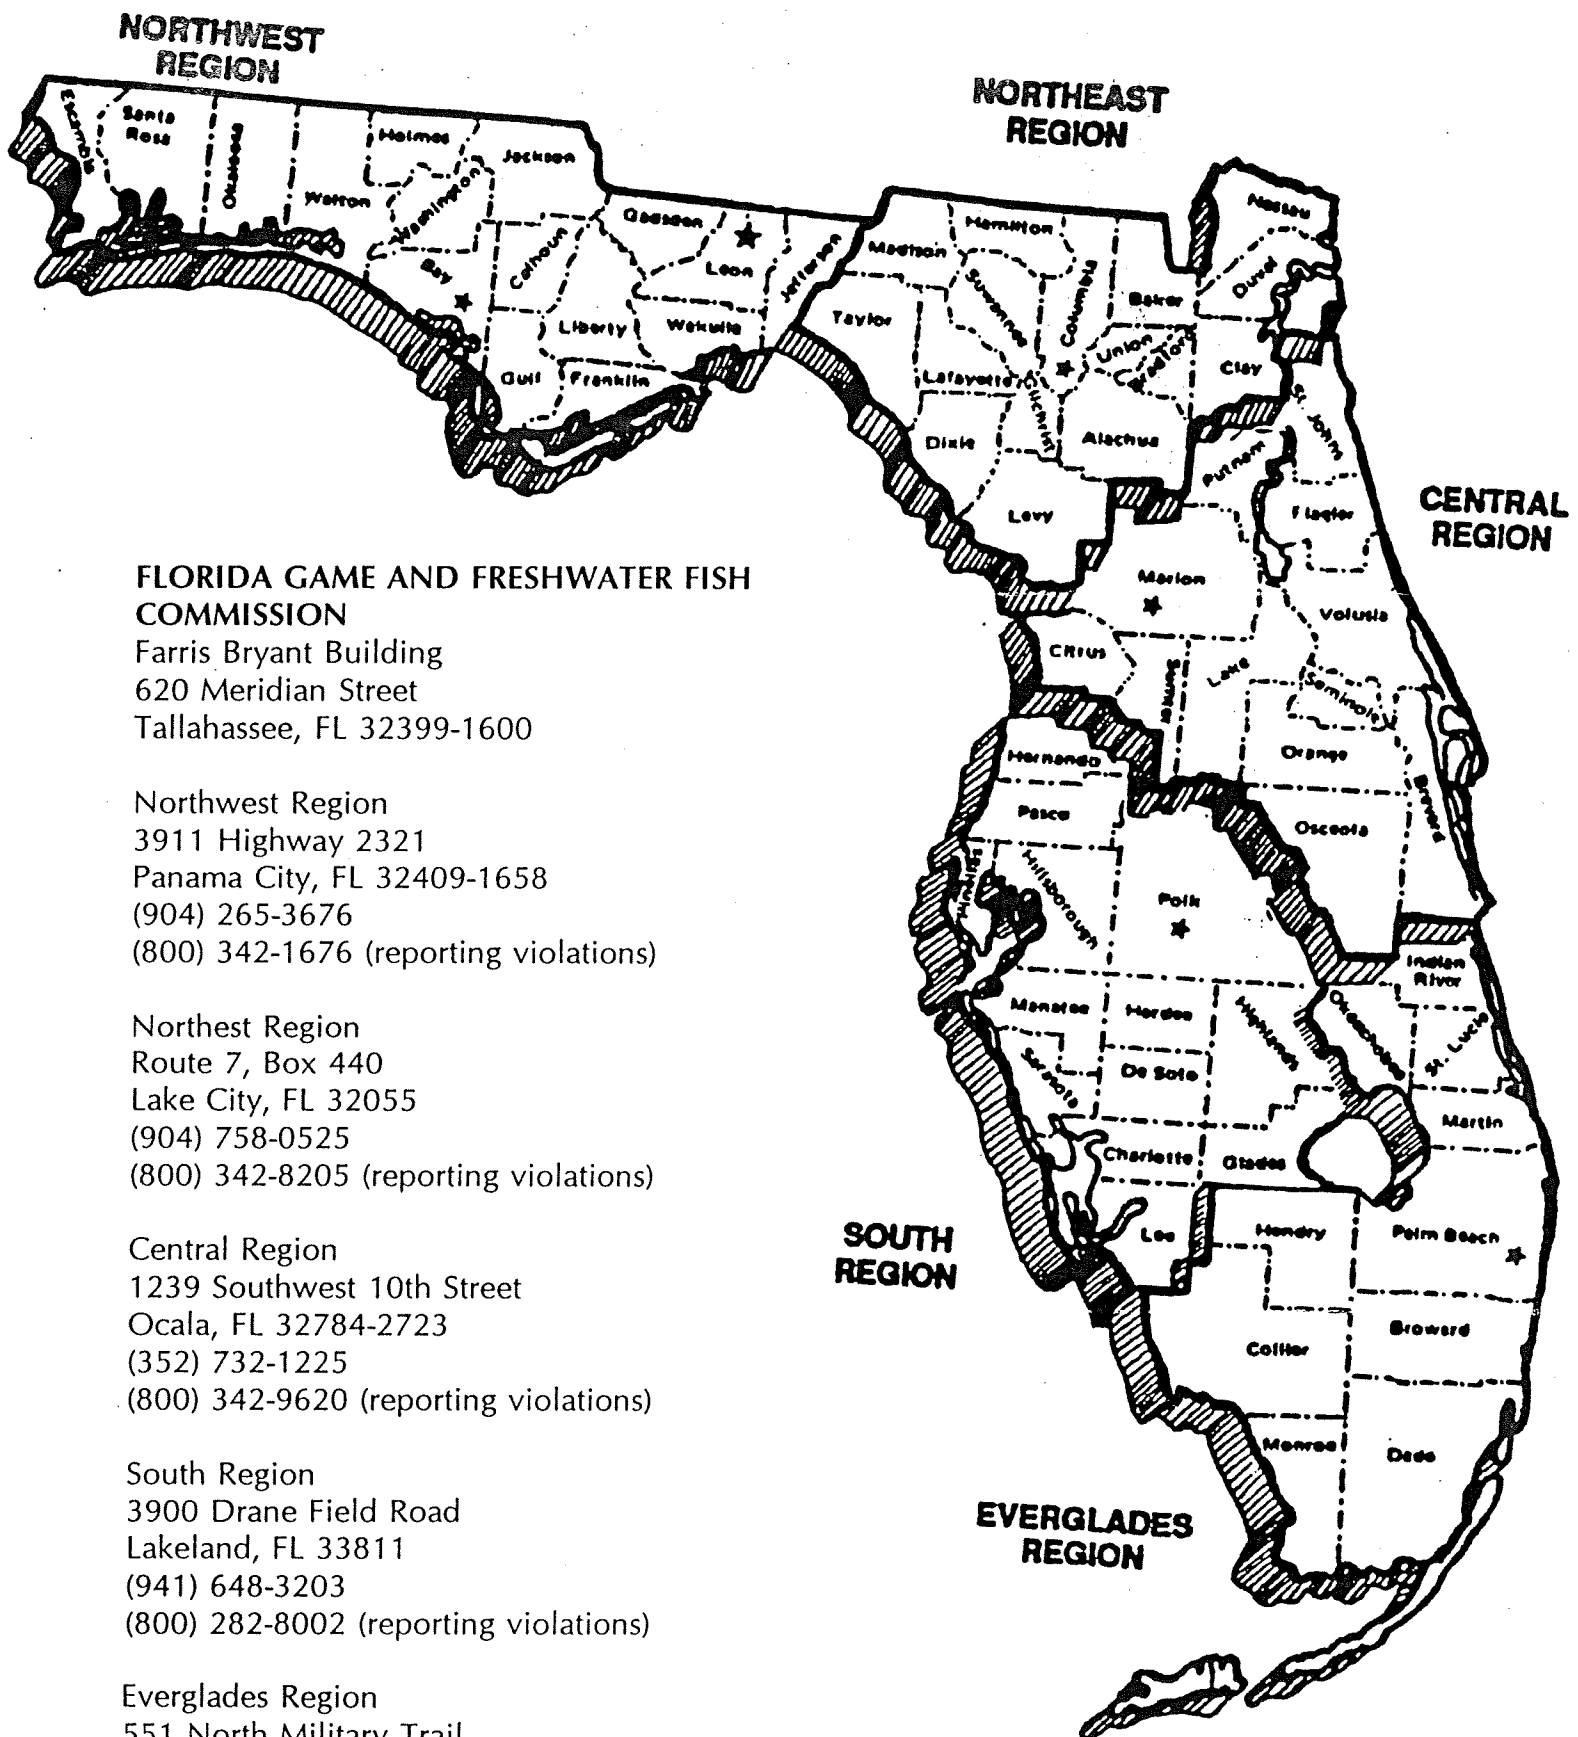 NORTHWEST
REGION
NORTHEAST
REGION
Escambia
Santa
Rosa
Okaloosa
Walton
Holmes
Washington
Jackson
Bay
Calhoun
Gulf
Liberty
Franklin
Gadsden
Leon
Wakulla
Jefferson
Madison
Taylor
Hamilton
Suwannee
Lafayette
Dixie
Columbia
Gilchrist
Levy
Baker
Union
Bradford
Alachua
Nassau
Duval
Clay
St. Johns
Putnam
Flagler
CENTRAL
REGION
Marion
Volusia
Citrus
Sumter
Lake
Seminole
Orange
Brevard
Osceola
Hernando
Pasco
Pinellas
Hillsborough
Polk
Indian
River
Manatee
Hardee
Highlands
Okeechobee
St. Lucie
Sarasota
De Soto
Martin
Charlotte
Glades
SOUTH
REGION
Lee
Hendry
Palm Beach
Collier
Broward
Monroe
Dade
EVERGLADES
REGION
FLORIDA GAME AND FRESHWATER FISH
COMMISSION
Farris Bryant Building
620 Meridian Street
Tallahassee, FL 32399-1600
Northwest Region
3911 Highway 2321
Panama City, FL 32409-1658
(904) 265-3676
(800) 342-1676 (reporting violations)
Northest Region
Route 7, Box 440
Lake City, FL 32055
(904) 758-0525
(800) 342-8205 (reporting violations)
Central Region
1239 Southwest 10th Street
Ocala, FL 32784-2723
(352) 732-1225
(800) 342-9620 (reporting violations)
South Region
3900 Drane Field Road
Lakeland, FL 33811
(941) 648-3203
(800) 282-8002 (reporting violations)
Everglades Region
551 North Military Trail